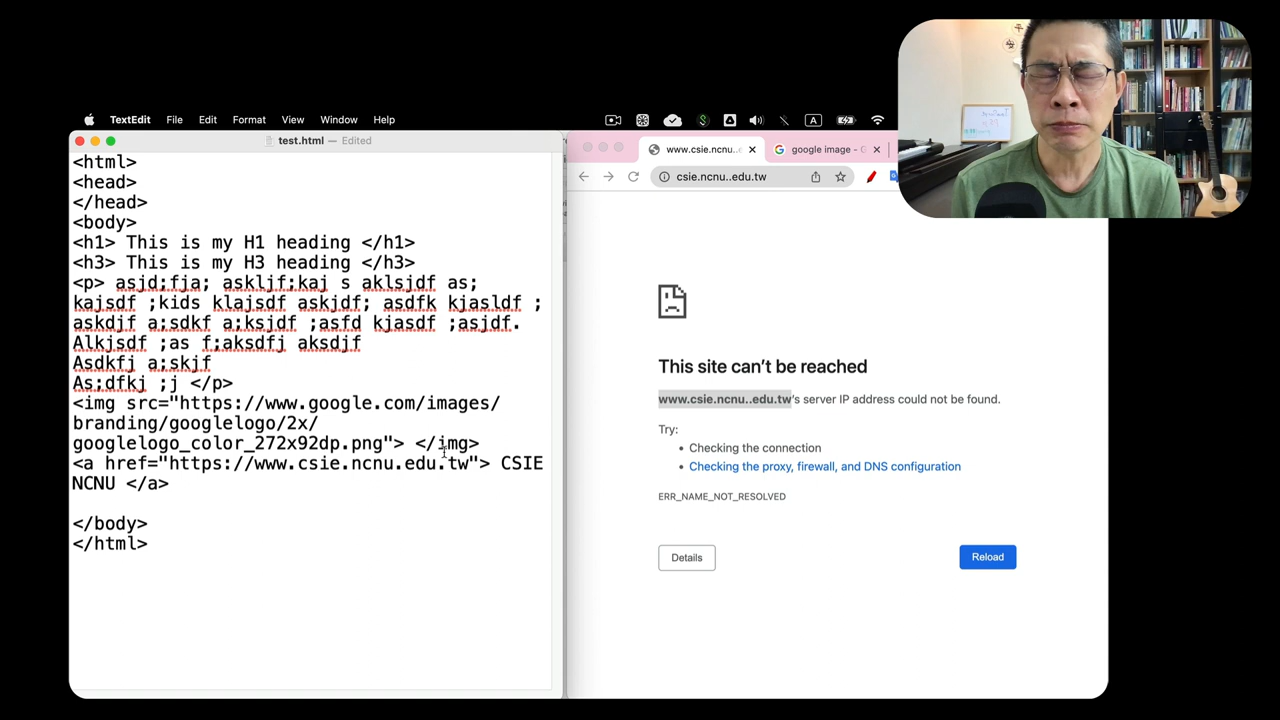 TextEdit File Edit Format View Window Help
A
test.html — Edited
<html>
<head>
</head>
<body>
<h1> This is my H1 heading </h1>
<h3> This is my H3 heading </h3>
<p> asjd;fja; askljf;kaj s aklsjdf as;
kajsdf ;kids klajsdf askjdf; asdfk kjasldf ;
askdjf a;sdkf a;ksjdf ;asfd kjasdf ;asjdf.
Alkjsdf ;as f;aksdfj aksdjf
Asdkfj a;skjf
As;dfkj ;j </p>
<img src="https://www.google.com/images/
branding/googlelogo/2x/
googlelogo_color_272x92dp.png"> </img>
<a href="https://www.csie.ncnu.edu.tw"> CSIE
NCNU </a>
</body>
</html>
www.csie.ncnu..e
google image -
csie.ncnu..edu.tw
This site can't be reached
www.csie.ncnu..edu.tw's server IP address could not be found.
Try:
• Checking the connection
• Checking the proxy, firewall, and DNS configuration
ERR_NAME_NOT_RESOLVED
Details
Reload